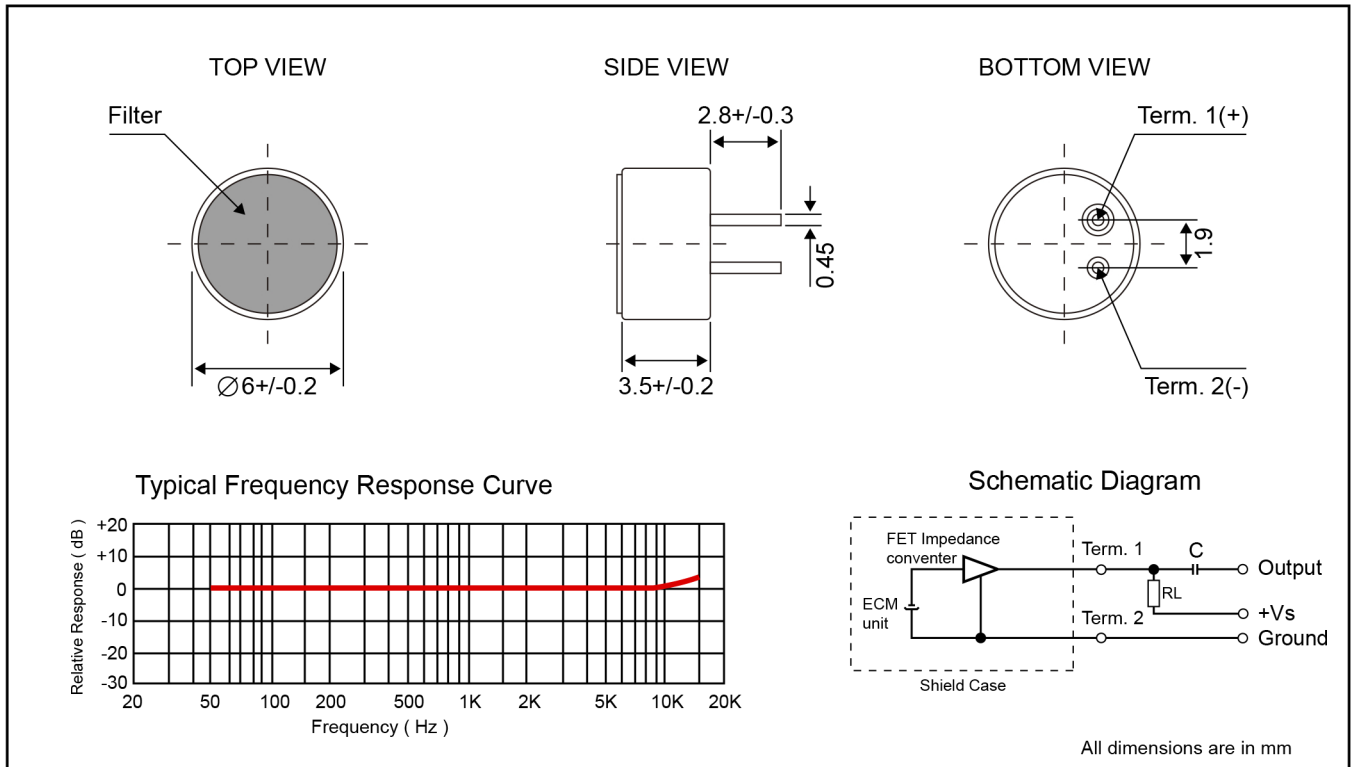 TOP VIEW
SIDE VIEW
BOTTOM VIEW
Filter
2.8+/-0.3
Term. 1(+)
0.45
1.9
∅6+/-0.2
3.5+/-0.2
Term. 2(-)
Typical Frequency Response Curve
Relative Response ( dB )
+20
+10
0
-10
-20
-30
20
50
100
200
500
1K
2K
5K
10K
20K
Frequency ( Hz )
Schematic Diagram
FET Impedance
conventer
Term. 1
C
Output
RL
ECM
unit
Term. 2
+Vs
Ground
Shield Case
All dimensions are in mm